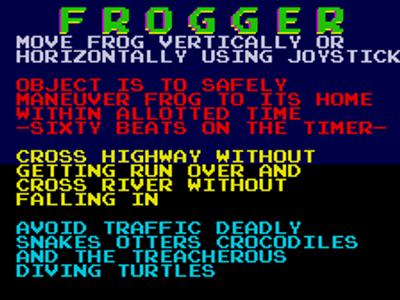 FROGGER
MOVE FROG VERTICALLY OR
HORIZONTALLY USING JOYSTICK
OBJECT IS TO SAFELY
MANEUVER FROG TO ITS HOME
WITHIN ALLOTTED TIME
-SIXTY BEATS ON THE TIMER-
CROSS HIGHWAY WITHOUT
GETTING RUN OVER AND
CROSS RIVER WITHOUT
FALLING IN
AVOID TRAFFIC DEADLY
SNAKES OTTERS CROCODILES
AND THE TREACHEROUS
DIVING TURTLES